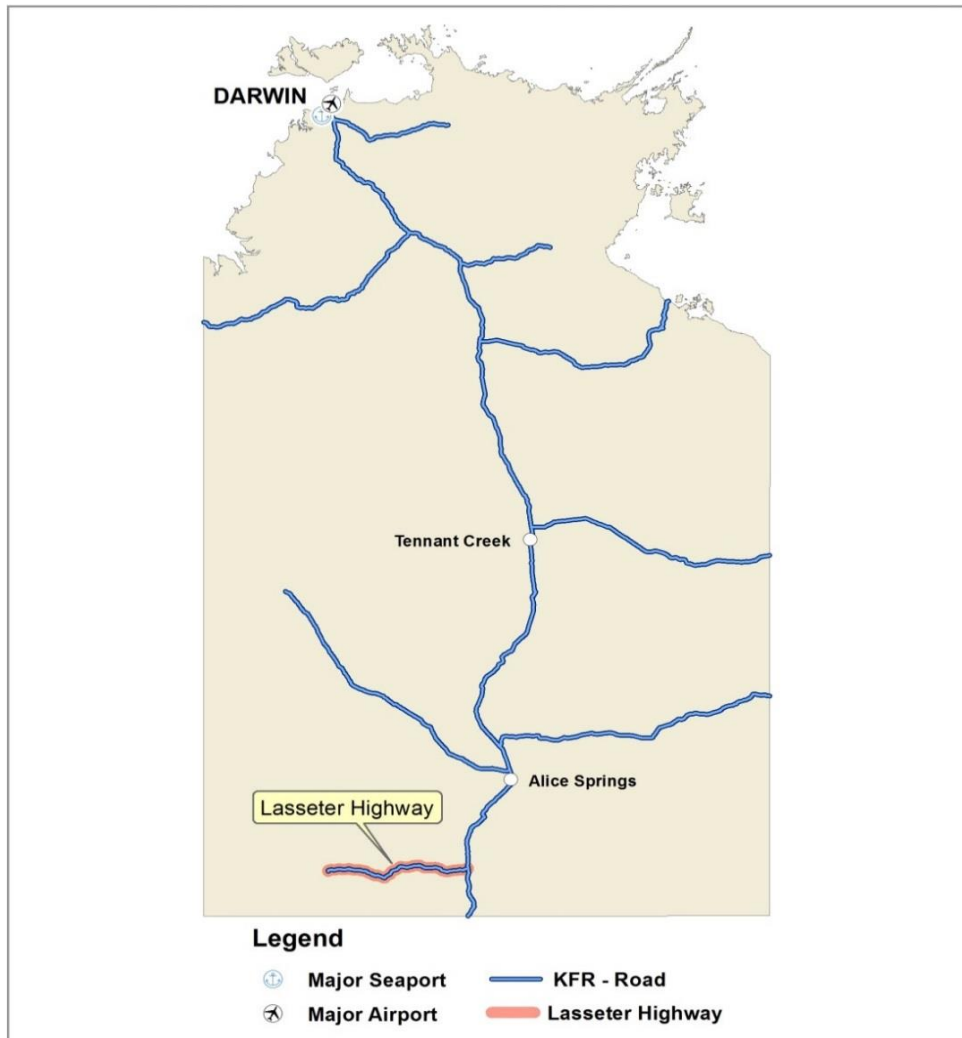 DARWIN
Tennant Creek
Alice Springs
Lasseter Highway
Legend
Major Seaport
KFR - Road
Major Airport
Lasseter Highway